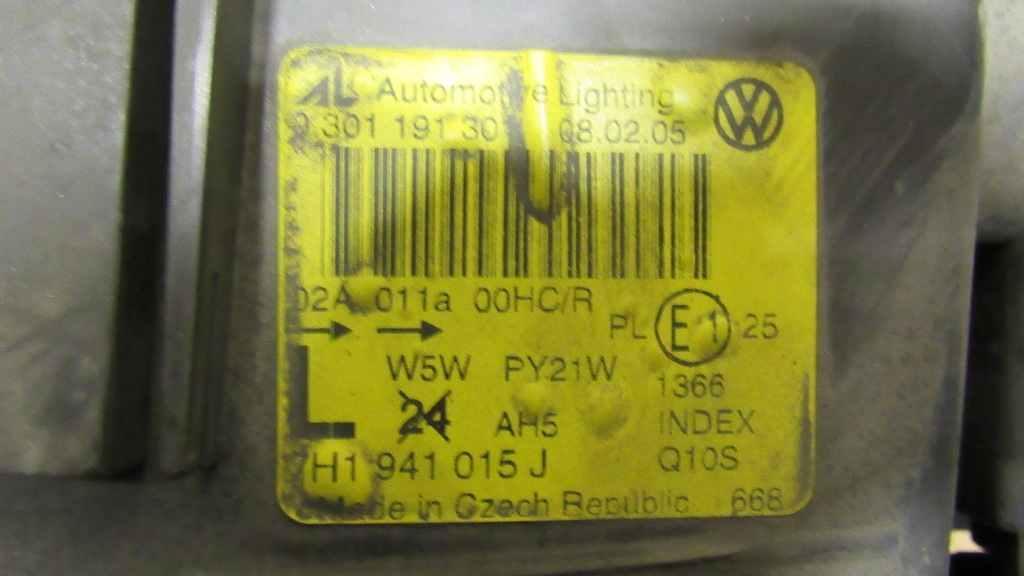 AL Automotive Lighting
0 301 191 30 08.02.05
02A 011a 00HC/R
PL E1 25
W5W PY21W 1366
24 AH5 INDEX
L
H1 941 015 J Q10S
Made in Czech Republic 668